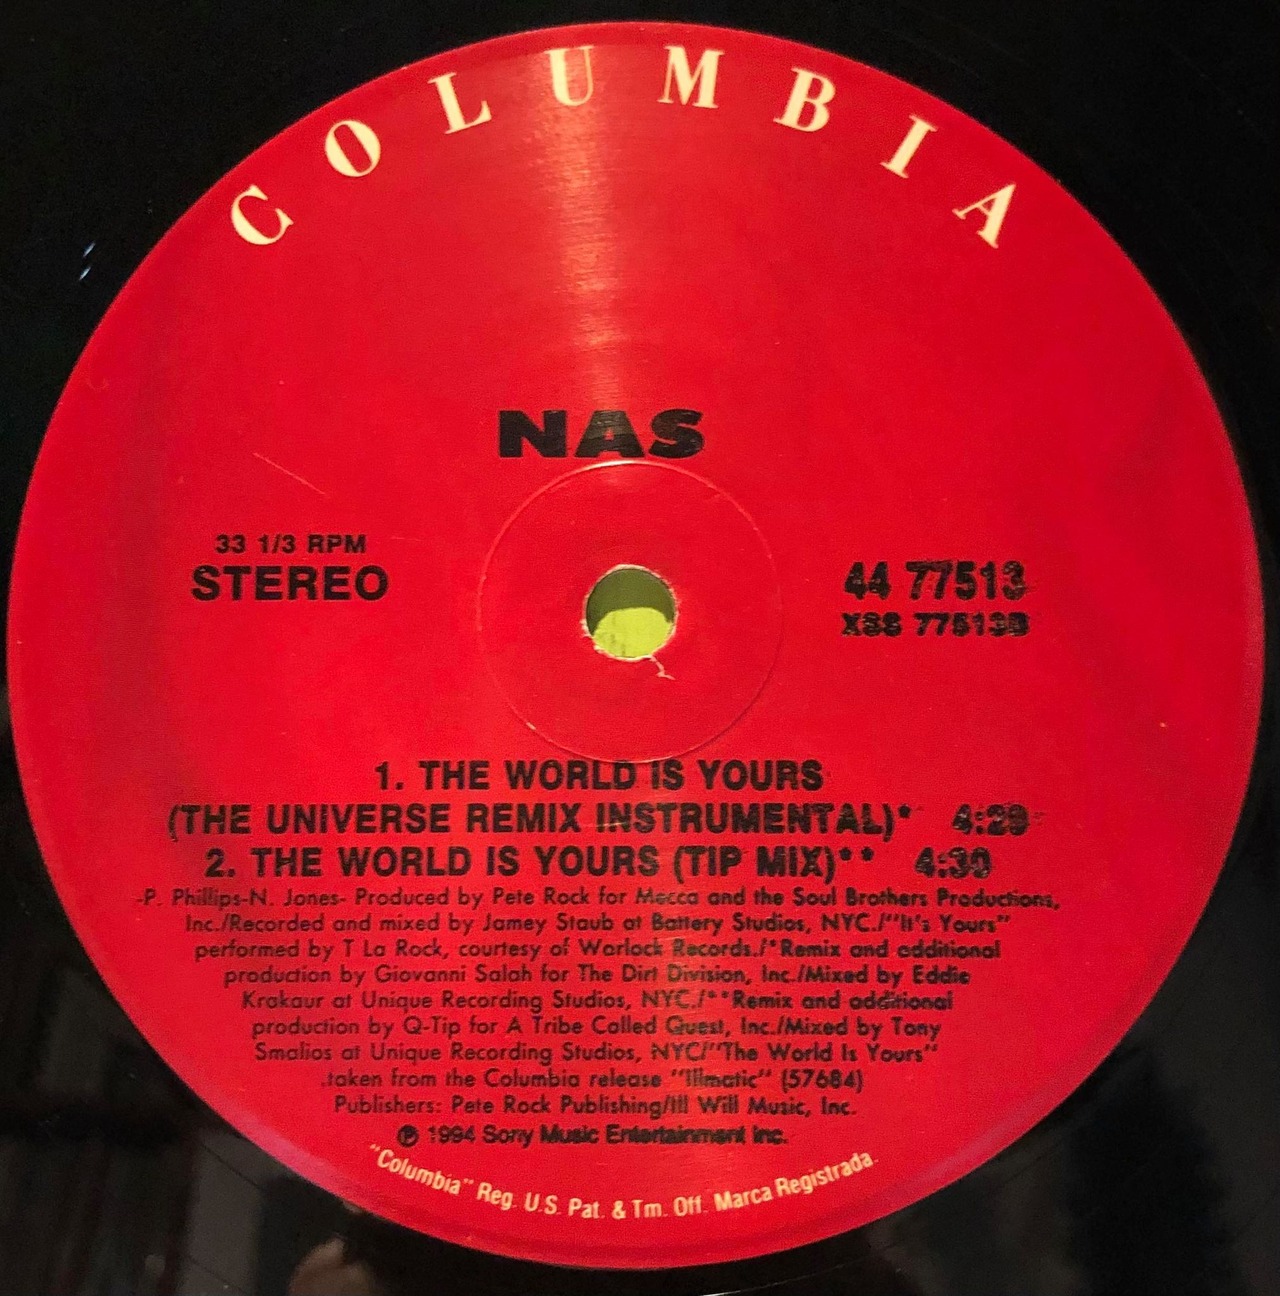 COLUMBIA
NAS
33 1/3 RPM
STEREO
44 77513
XSS 77513B
1. THE WORLD IS YOURS
(THE UNIVERSE REMIX INSTRUMENTAL)* 4:29
2. THE WORLD IS YOURS (TIP MIX)** 4:30
-P. Phillips-N. Jones- Produced by Pete Rock for Mecca and the Soul Brothers Productions,
Inc./Recorded and mixed by Jamey Staub at Battery Studios, NYC./"It's Yours"
performed by T La Rock, courtesy of Warlock Records./*Remix and additional
production by Giovanni Salah for The Dirt Division, Inc./Mixed by Eddie
Krakaur at Unique Recording Studios, NYC./**Remix and additional
production by Q-Tip for A Tribe Called Quest, Inc./Mixed by Tony
Smalios at Unique Recording Studios, NYC/"The World Is Yours"
.taken from the Columbia release "Illmatic" (57684)
Publishers: Pete Rock Publishing/Ill Will Music, Inc.
℗ 1994 Sony Music Entertainment Inc.
"Columbia" Reg. U.S. Pat. & Tm. Off. Marca Registrada.